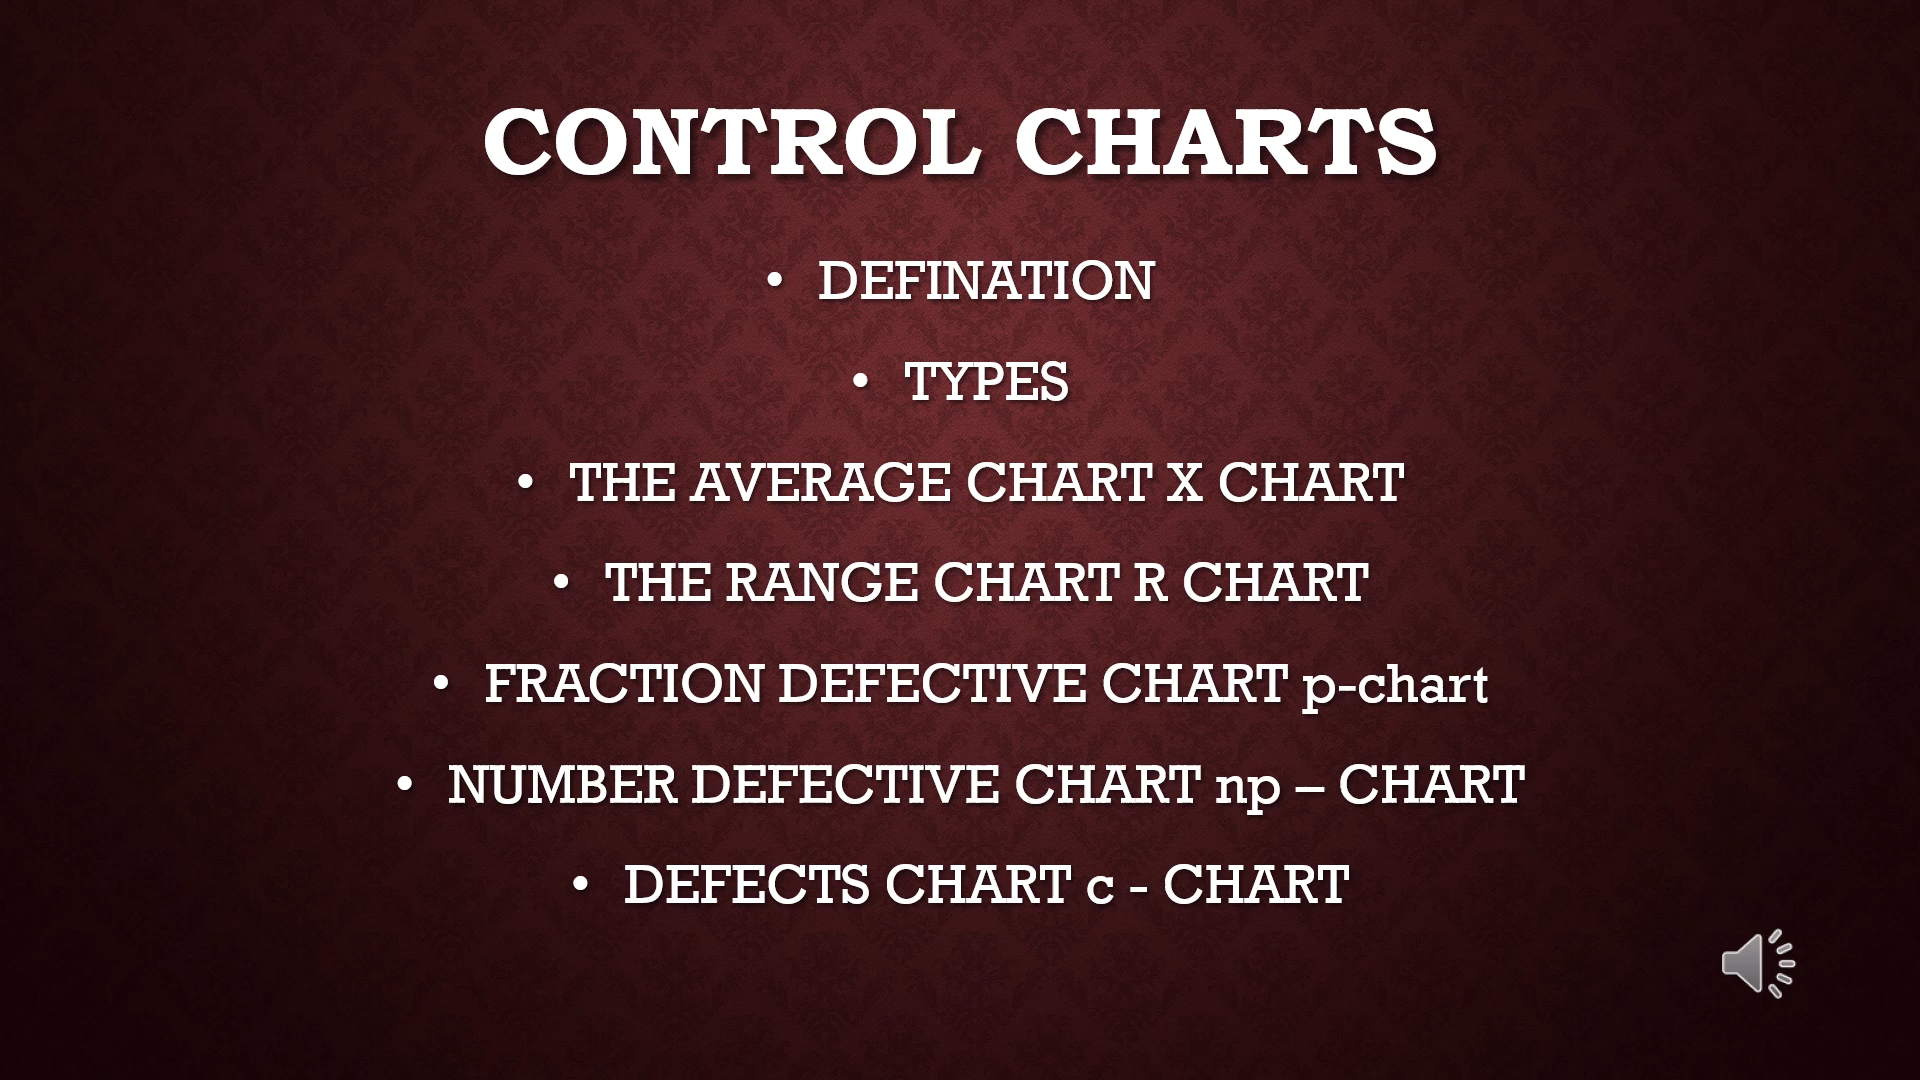 CONTROL CHARTS
• DEFINATION
• TYPES
• THE AVERAGE CHART X CHART
• THE RANGE CHART R CHART
• FRACTION DEFECTIVE CHART p-chart
• NUMBER DEFECTIVE CHART np – CHART
• DEFECTS CHART c - CHART